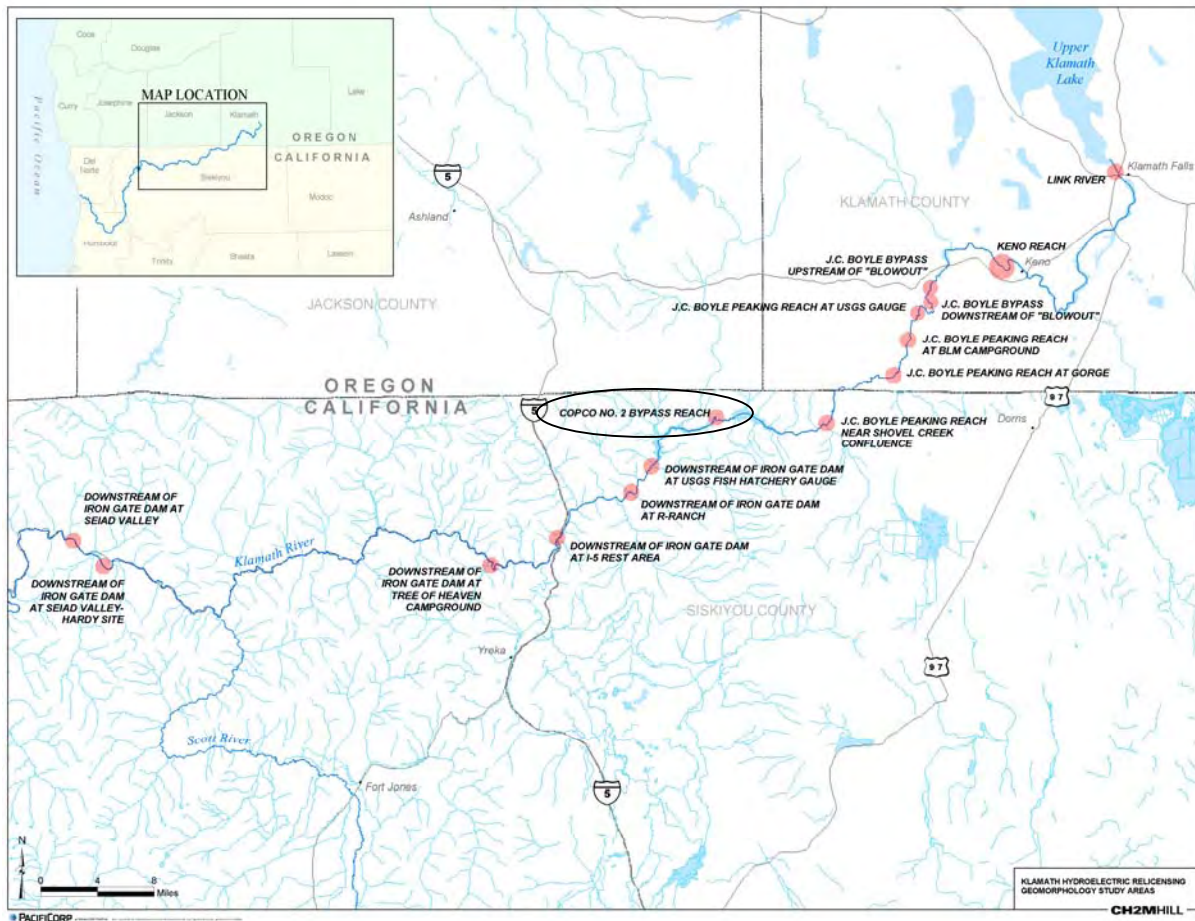 Coos
Douglas
Lake
MAP LOCATION
Curry
Josephine
Jackson
Klamath
OREGON
CALIFORNIA
Pacific Ocean
Del
Norte
Siskiyou
Modoc
Humboldt
Trinity
Shasta
Lassen
Upper
Klamath
Lake
5
Ashland
Klamath Falls
LINK RIVER
KLAMATH COUNTY
KENO REACH
Keno
J.C. BOYLE BYPASS
UPSTREAM OF "BLOWOUT"
JACKSON COUNTY
J.C. BOYLE PEAKING REACH AT USGS GAUGE
J.C. BOYLE BYPASS
DOWNSTREAM OF "BLOWOUT"
J.C. BOYLE PEAKING REACH
AT BLM CAMPGROUND
J.C. BOYLE PEAKING REACH AT GORGE
OREGON
CALIFORNIA
5
COPCO NO. 2 BYPASS REACH
97
Dorris
J.C. BOYLE PEAKING REACH
NEAR SHOVEL CREEK
CONFLUENCE
DOWNSTREAM OF IRON GATE DAM
AT USGS FISH HATCHERY GAUGE
DOWNSTREAM OF IRON GATE DAM
AT R-RANCH
DOWNSTREAM OF
IRON GATE DAM AT
SEIAD VALLEY
DOWNSTREAM OF IRON GATE DAM
AT I-5 REST AREA
Klamath River
DOWNSTREAM OF
IRON GATE DAM
AT SEIAD VALLEY-
HARDY SITE
DOWNSTREAM OF
IRON GATE DAM AT
TREE OF HEAVEN
CAMPGROUND
SISKIYOU COUNTY
Yreka
97
Scott River
Fort Jones
5
N
0 4 8
Miles
KLAMATH HYDROELECTRIC RELICENSING
GEOMORPHOLOGY STUDY AREAS
PACIFICORP
CH2MHILL